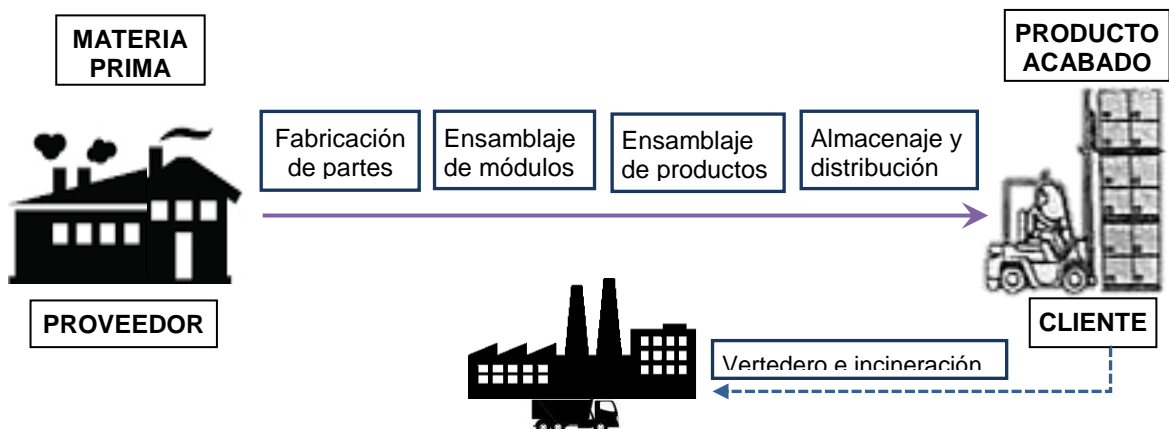 MATERIA
PRIMA
PRODUCTO
ACABADO
Fabricación
de partes
Ensamblaje
de módulos
Ensamblaje
de productos
Almacenaje y
distribución
PROVEEDOR
CLIENTE
Vertedero e incineración